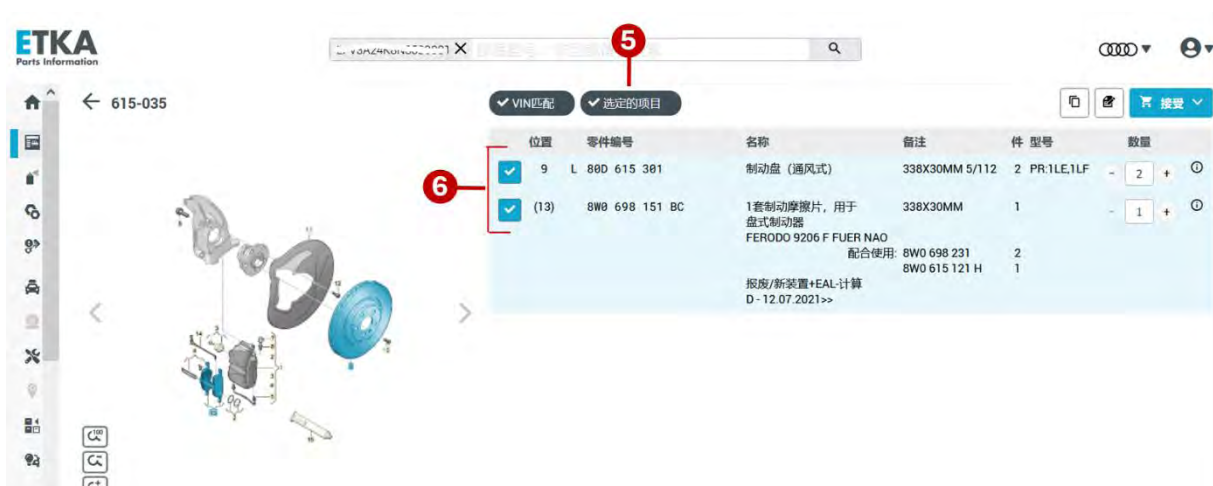 ETKA
Parts Information
5
615-035
VIN匹配 选定的项目
接受
位置 零件编号 名称 备注 件 型号 数量
6
9 L 80D 615 301 制动盘（通风式） 338X30MM 5/112 2 PR:1LE,1LF - 2 +
(13) 8W0 698 151 BC 1套制动摩擦片，用于 338X30MM 1 - 1 +
盘式制动器
FERODO 9206 F FUER NAO
配合使用: 8W0 698 231 2
8W0 615 121 H 1
报废/新装置+EAL-计算
D - 12.07.2021>>